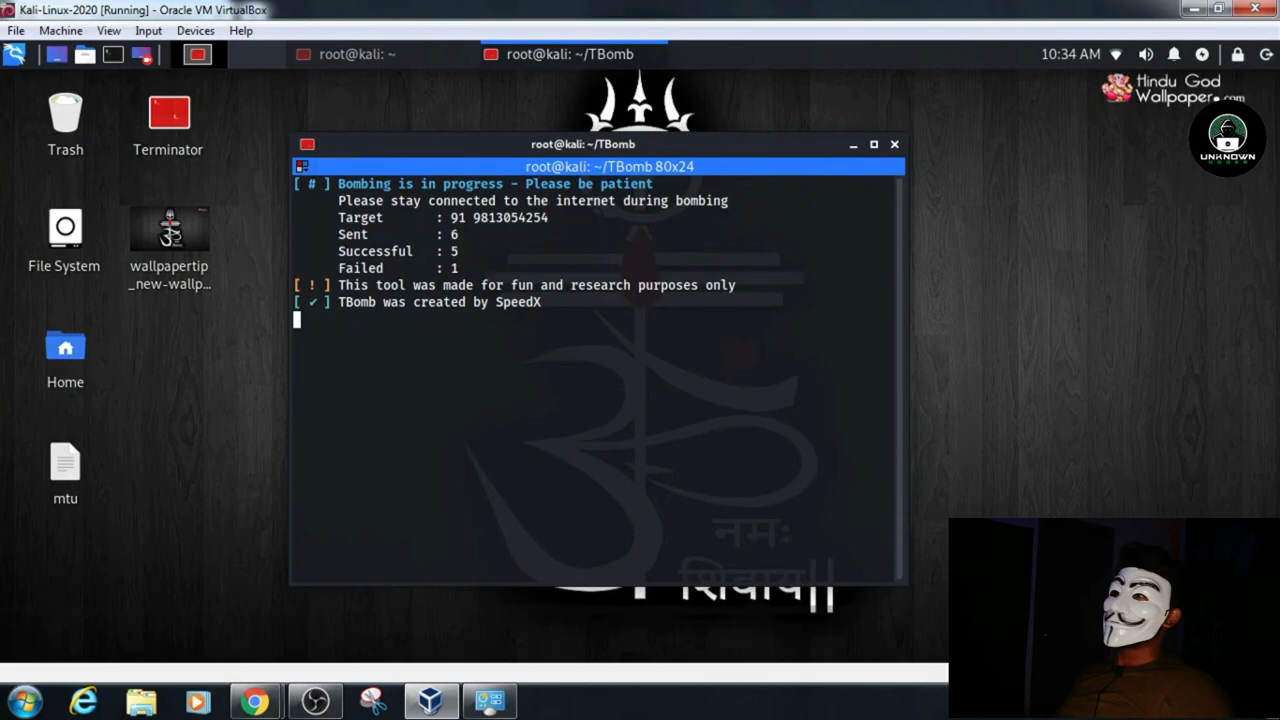 Kali-Linux-2020 [Running] - Oracle VM VirtualBox
File Machine View Input Devices Help
root@kali: ~
root@kali: ~/TBomb
10:34 AM
Hindu God
Wallpaper.com
UNKNOWN
Trash
Terminator
File System
wallpapertip
_new-wallp...
Home
mtu
root@kali: ~/TBomb
root@kali: ~/TBomb 80x24
[ # ] Bombing is in progress - Please be patient
Please stay connected to the internet during bombing
Target : 91 9813054254
Sent : 6
Successful : 5
Failed : 1
[ ! ] This tool was made for fun and research purposes only
[ ✓ ] TBomb was created by SpeedX
नमः
शिवाय||